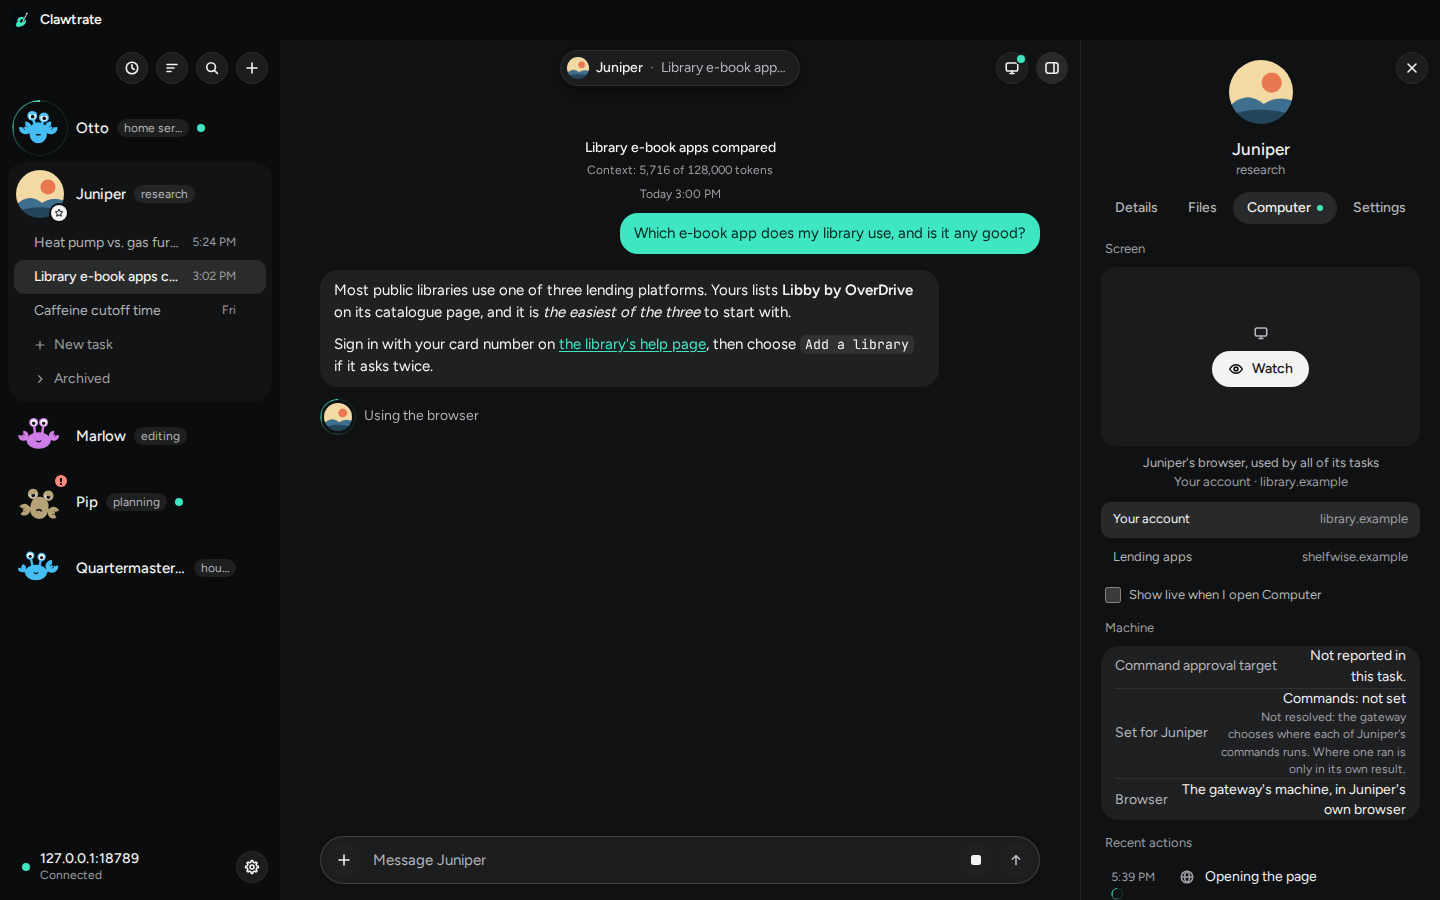 Clawtrate
Otto
home ser...
Juniper
research
Heat pump vs. gas fur...
5:24 PM
Library e-book apps c...
3:02 PM
Caffeine cutoff time
Fri
New task
Archived
Marlow
editing
Pip
planning
Quartermaster...
hou...
127.0.0.1:18789
Connected
Juniper · Library e-book app...
Library e-book apps compared
Context: 5,716 of 128,000 tokens
Today 3:00 PM
Which e-book app does my library use, and is it any good?
Most public libraries use one of three lending platforms. Yours lists Libby by OverDrive
on its catalogue page, and it is the easiest of the three to start with.
Sign in with your card number on the library's help page, then choose Add a library
if it asks twice.
Using the browser
Message Juniper
Juniper
research
Details
Files
Computer
Settings
Screen
Watch
Juniper's browser, used by all of its tasks
Your account · library.example
Your account
library.example
Lending apps
shelfwise.example
Show live when I open Computer
Machine
Command approval target
Not reported in
this task.
Set for Juniper
Commands: not set
Not resolved: the gateway
chooses where each of Juniper's
commands runs. Where one ran is
only in its own result.
Browser
The gateway's machine, in Juniper's
own browser
Recent actions
5:39 PM
Opening the page